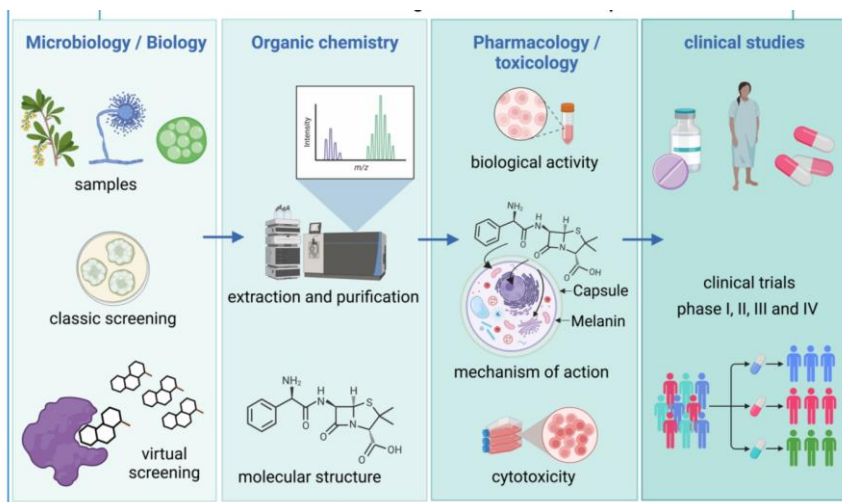 Microbiology / Biology
samples
classic screening
virtual
screening
Organic chemistry
Intensity
m/z
extraction and purification
NH₂
H
N
H
S
O
N
O
O
OH
molecular structure
Pharmacology /
toxicology
biological activity
NH₂
H
N
H
S
O
N
O
O
OH
Capsule
Melanin
mechanism of action
cytotoxicity
clinical studies
clinical trials
phase I, II, III and IV